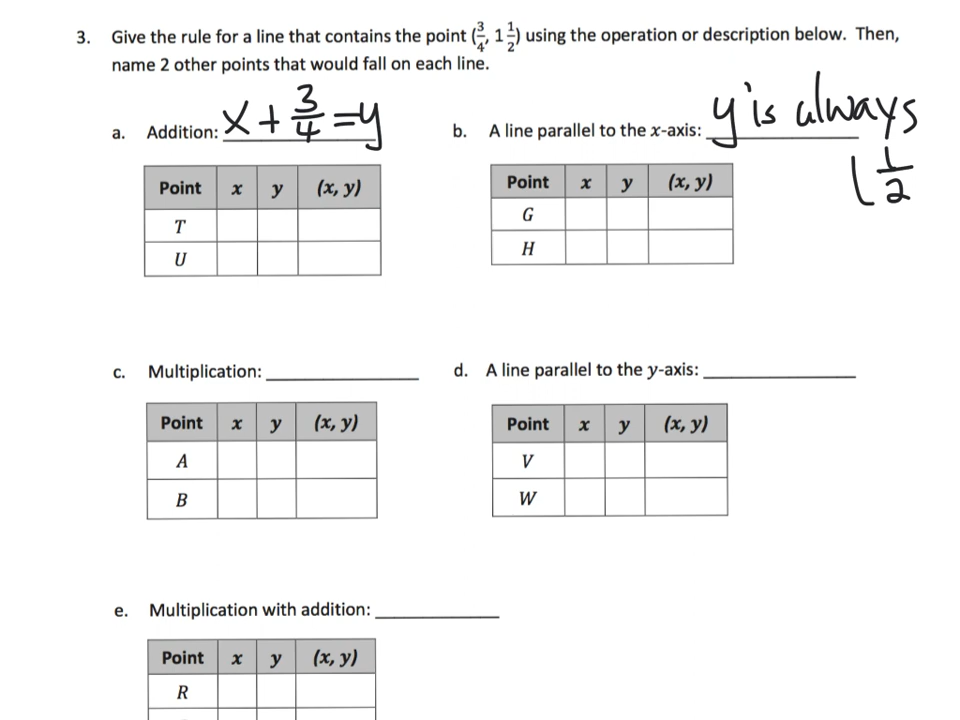 3. Give the rule for a line that contains the point (3/4, 1 1/2) using the operation or description below. Then,
name 2 other points that would fall on each line.
a. Addition: x + 3/4 = y
b. A line parallel to the x-axis: y is always
1 1/2
Point x y (x, y)
T
U
Point x y (x, y)
G
H
c. Multiplication:
d. A line parallel to the y-axis:
Point x y (x, y)
A
B
Point x y (x, y)
V
W
e. Multiplication with addition:
Point x y (x, y)
R